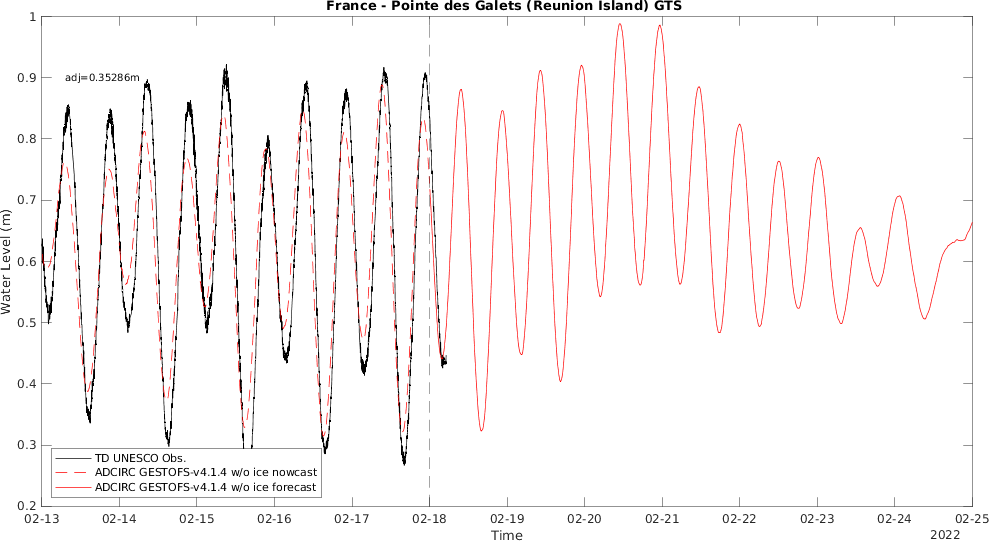 France - Pointe des Galets (Reunion Island) GTS
adj=0.35286m
Water Level (m)
1
0.9
0.8
0.7
0.6
0.5
0.4
0.3
0.2
TD UNESCO Obs.
ADCIRC GESTOFS-v4.1.4 w/o ice nowcast
ADCIRC GESTOFS-v4.1.4 w/o ice forecast
02-13 02-14 02-15 02-16 02-17 02-18 02-19 02-20 02-21 02-22 02-23 02-24 02-25
Time
2022